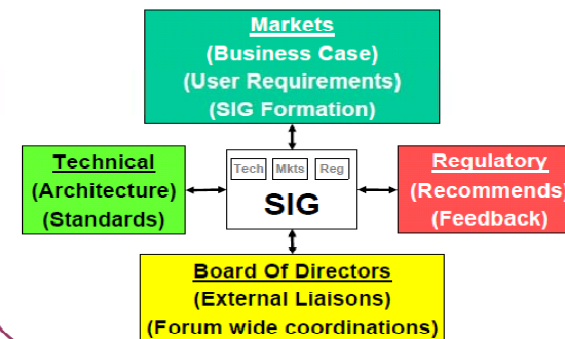 Markets
(Business Case)
(User Requirements)
(SIG Formation)
Technical
(Architecture)
(Standards)
Tech Mkts Reg
SIG
Regulatory
(Recommends)
(Feedback)
Board Of Directors
(External Liaisons)
(Forum wide coordinations)